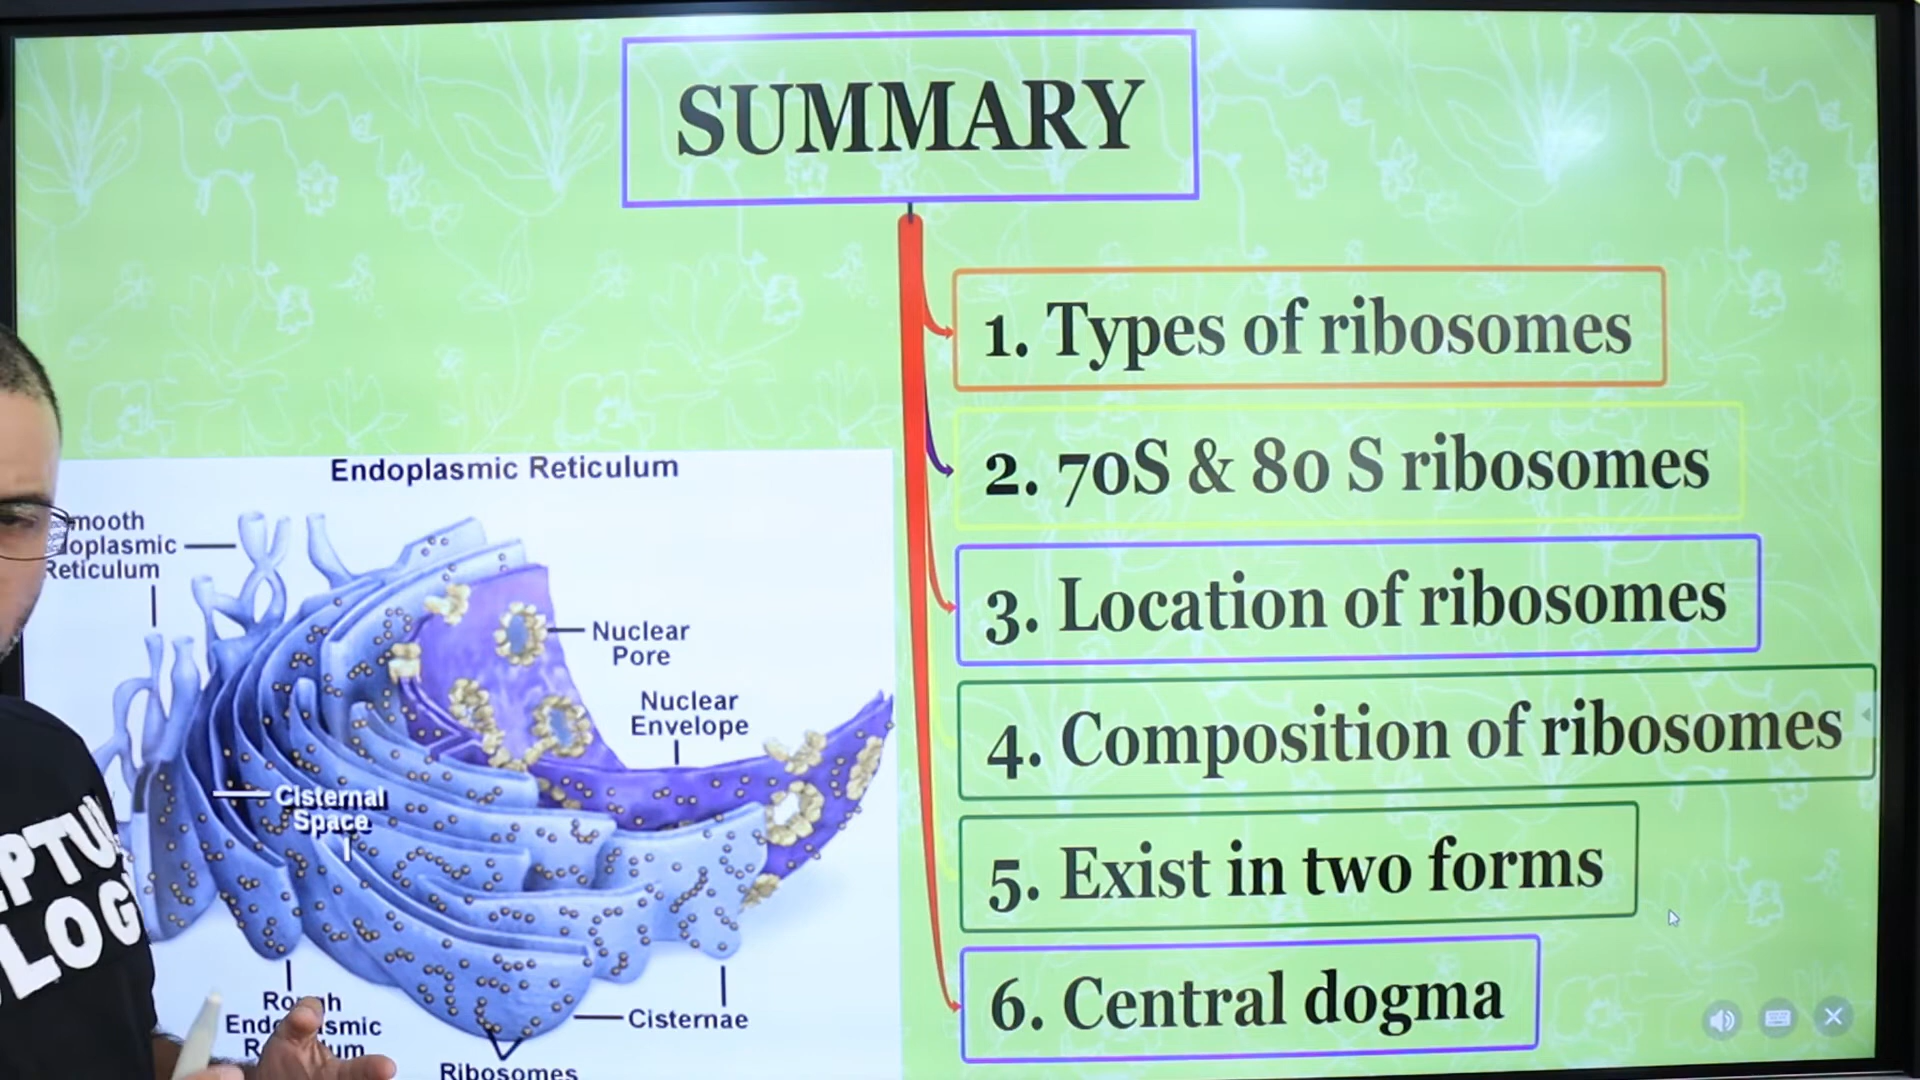 SUMMARY
1. Types of ribosomes
2. 70S & 80 S ribosomes
3. Location of ribosomes
4. Composition of ribosomes
5. Exist in two forms
6. Central dogma
Endoplasmic Reticulum
Reticulum
Nuclear
Pore
Nuclear
Envelope
Cisternal
Space
Cisternae
Ribosomes
LOG